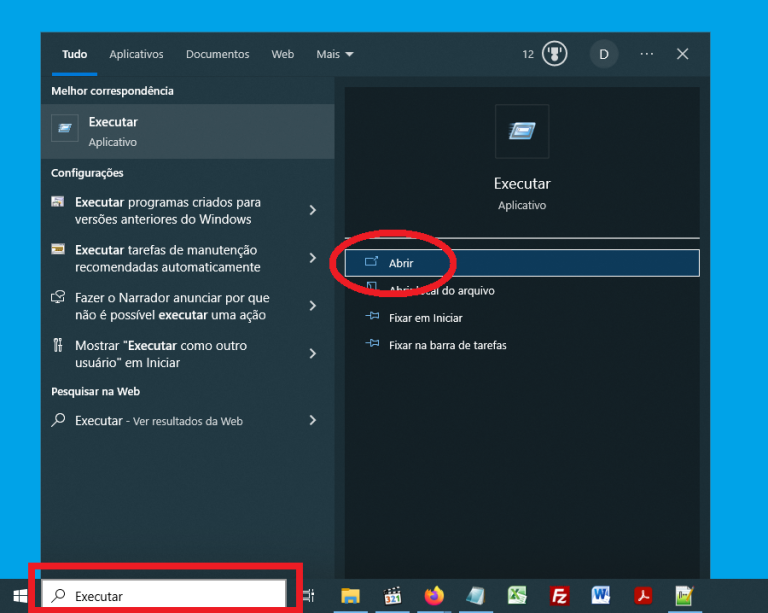 Tudo Aplicativos Documentos Web Mais 12 D
Melhor correspondência
Executar
Aplicativo
Configurações
Executar programas criados para
versões anteriores do Windows
Executar tarefas de manutenção
recomendadas automaticamente
Fazer o Narrador anunciar por que
não é possível executar uma ação
Mostrar "Executar como outro
usuário" em Iniciar
Pesquisar na Web
Executar - Ver resultados da Web
Executar
Aplicativo
Abrir
Abrir local do arquivo
Fixar em Iniciar
Fixar na barra de tarefas
Executar
321